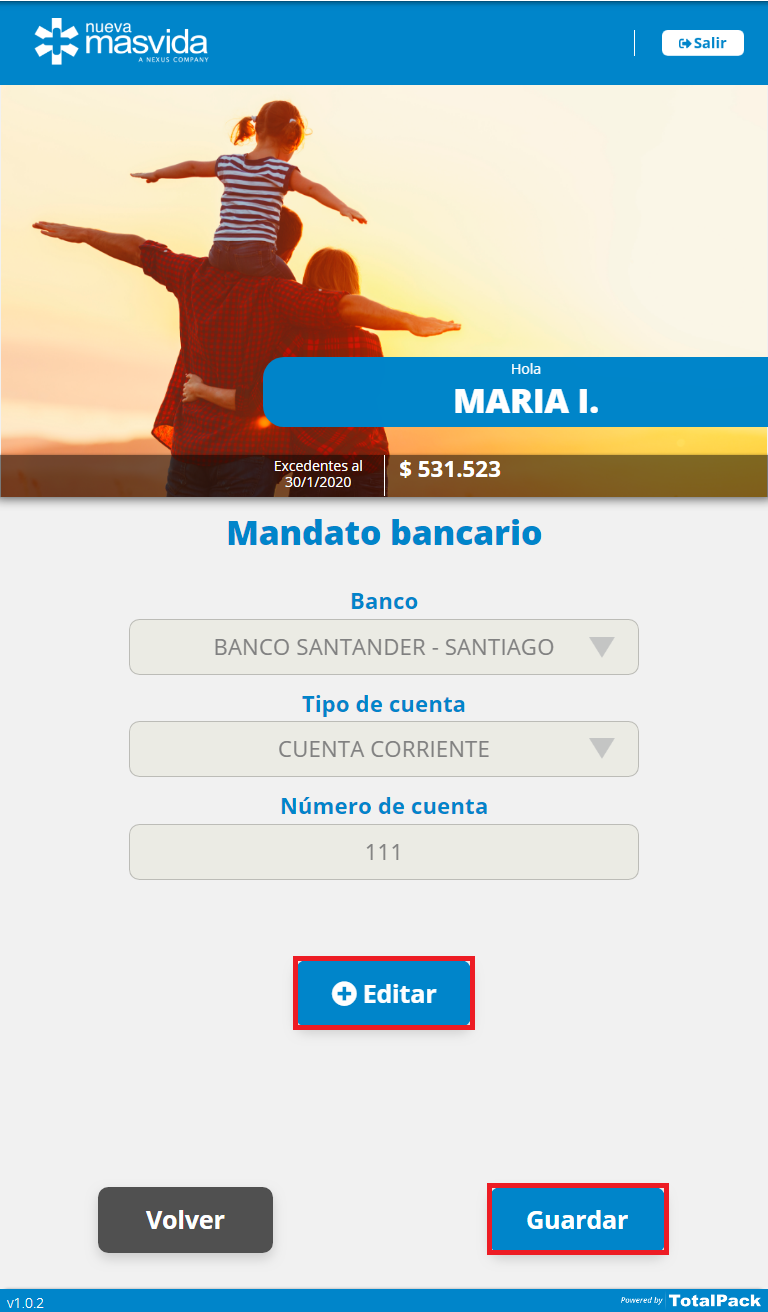 nueva
masvida
A NEXUS COMPANY
Salir
Hola
MARIA I.
Excedentes al
30/1/2020
$ 531.523
Mandato bancario
Banco
BANCO SANTANDER - SANTIAGO
Tipo de cuenta
CUENTA CORRIENTE
Número de cuenta
111
Editar
Volver
Guardar
v1.0.2
Powered by TotalPack